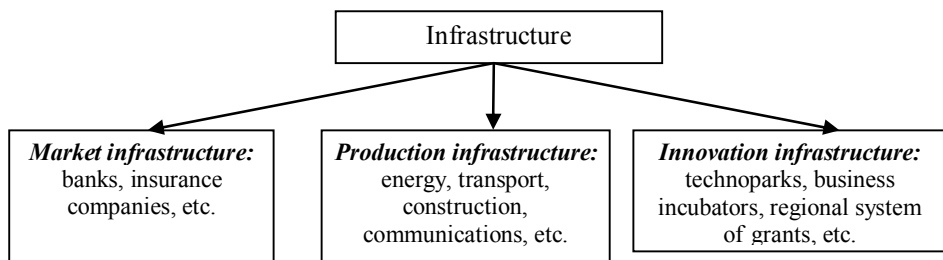 Infrastructure
Market infrastructure:
banks, insurance
companies, etc.
Production infrastructure:
energy, transport,
construction,
communications, etc.
Innovation infrastructure:
technoparks, business
incubators, regional system
of grants, etc.